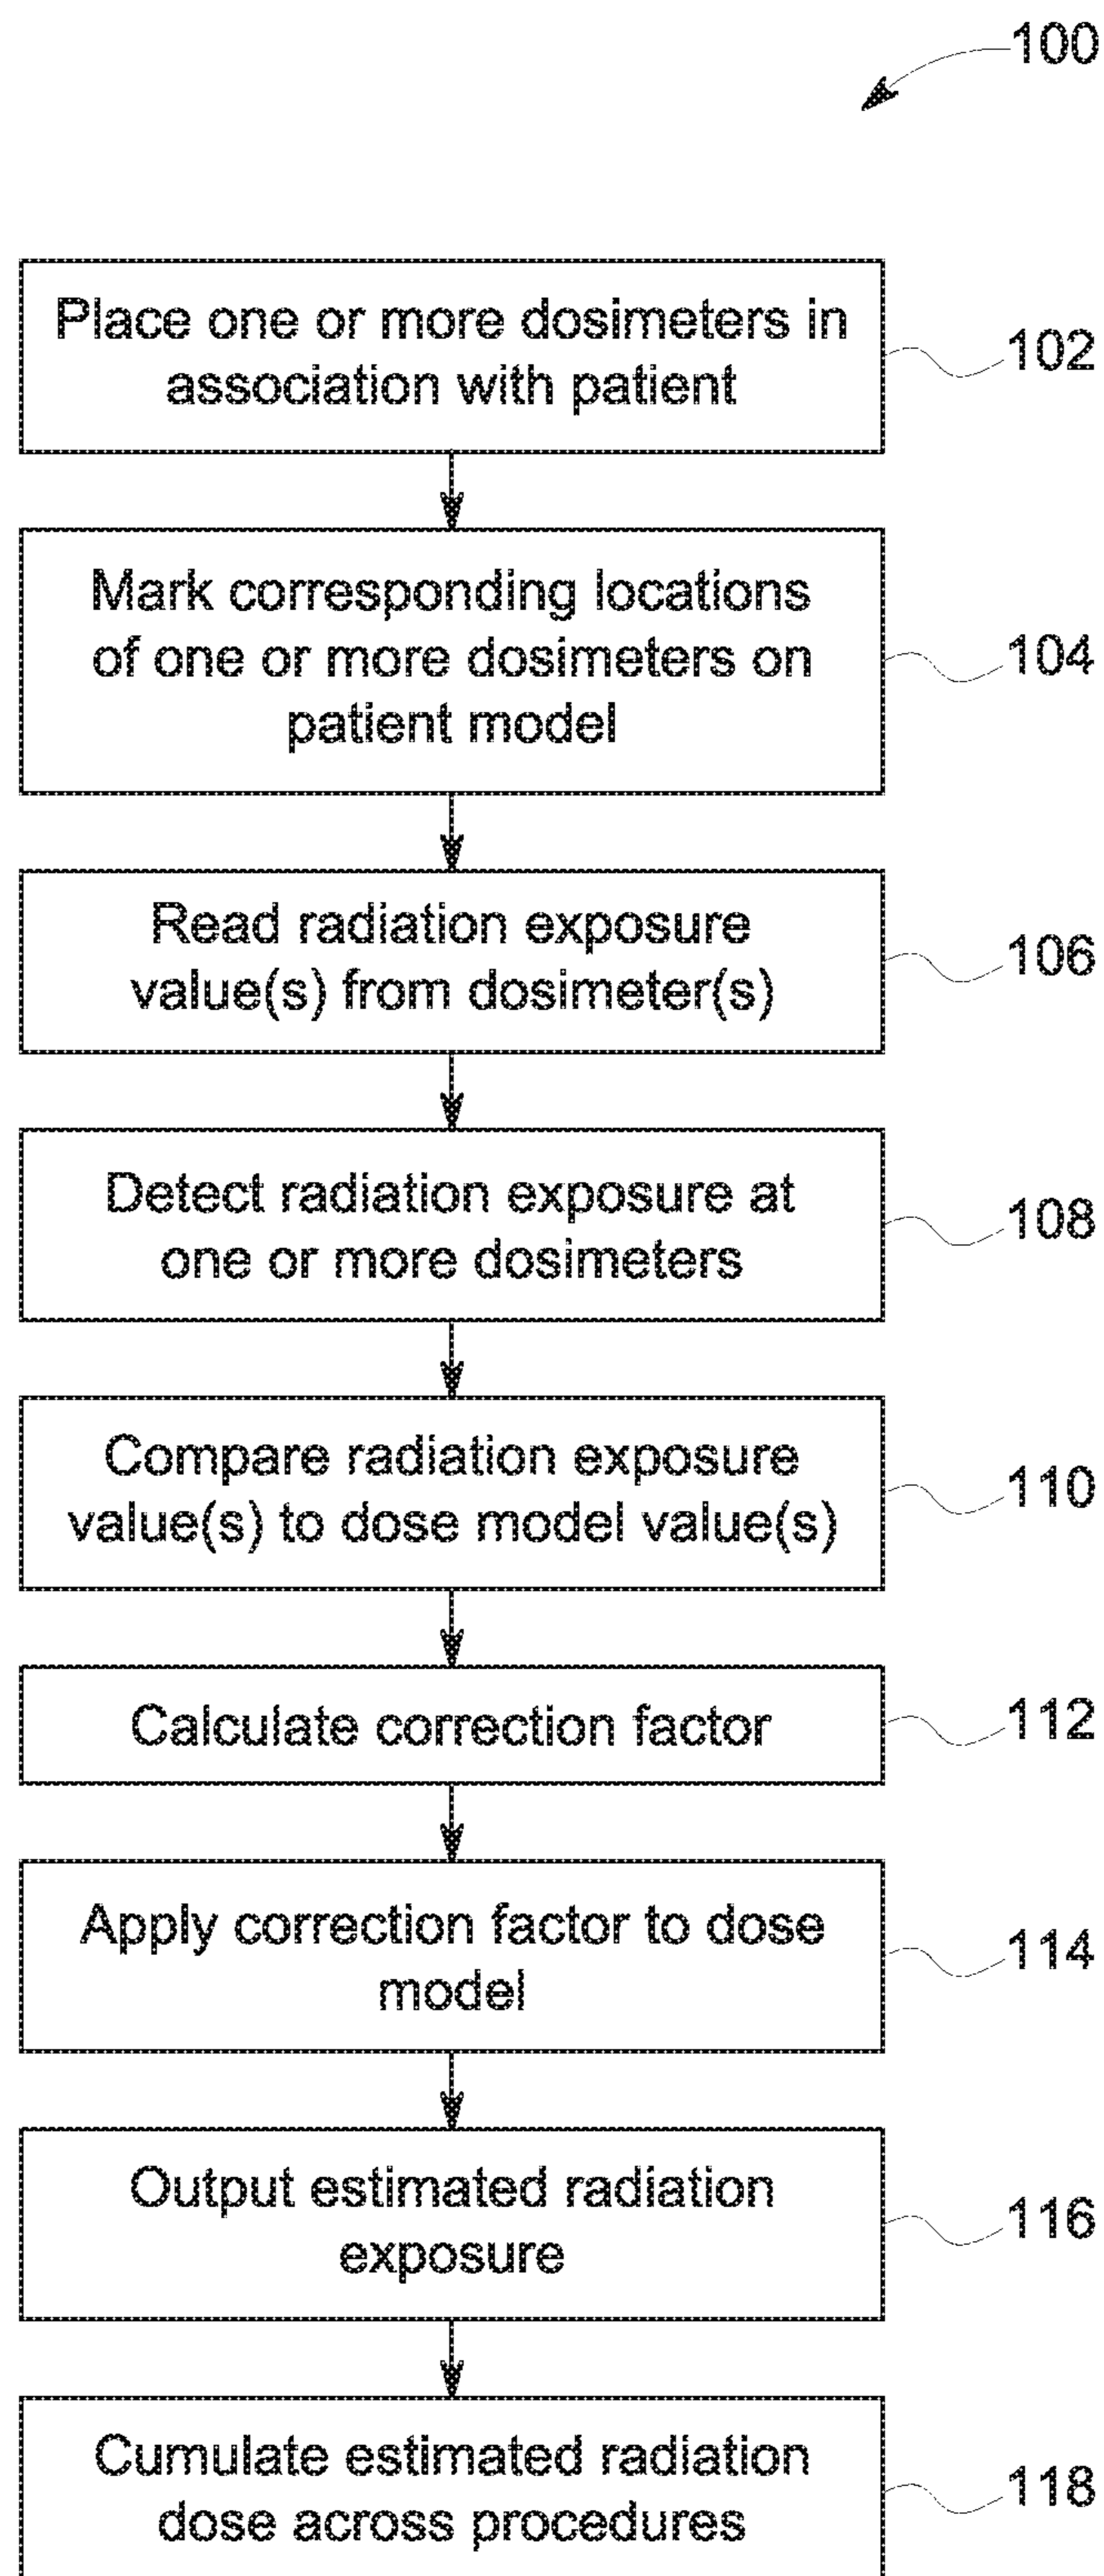 100
Place one or more dosimeters in
association with patient
102
Mark corresponding locations
of one or more dosimeters on
patient model
104
Read radiation exposure
value(s) from dosimeter(s)
106
Detect radiation exposure at
one or more dosimeters
108
Compare radiation exposure
value(s) to dose model value(s)
110
Calculate correction factor
112
Apply correction factor to dose
model
114
Output estimated radiation
exposure
116
Cumulate estimated radiation
dose across procedures
118